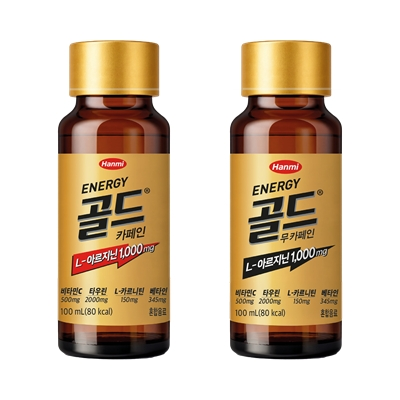 Hanmi
ENERGY
골드®
카페인
L-아르지닌 1,000mg
비타민C 타우린 L-카르니틴 베타인
500mg 2000mg 150mg 345mg
100 mL(80 kcal) 혼합음료
Hanmi
ENERGY
골드®
무카페인
L-아르지닌 1,000mg
비타민C 타우린 L-카르니틴 베타인
500mg 2000mg 150mg 345mg
100 mL(80 kcal) 혼합음료